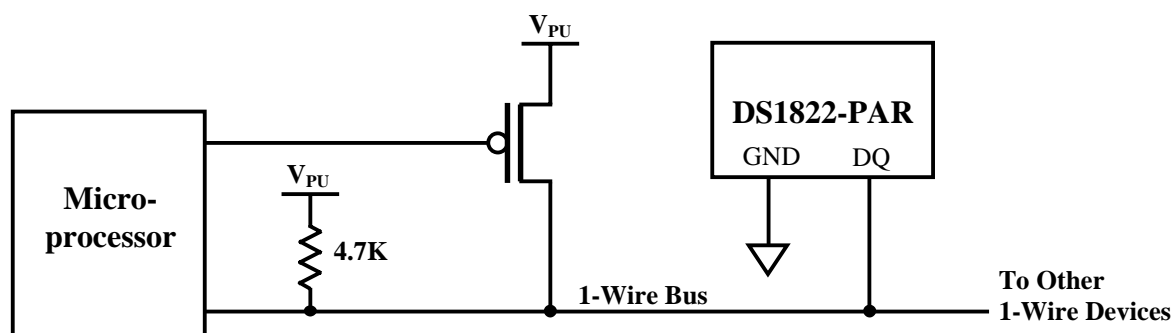 V_PU
DS1822-PAR
GND DQ
Micro-
processor
V_PU
4.7K
1-Wire Bus
To Other
1-Wire Devices